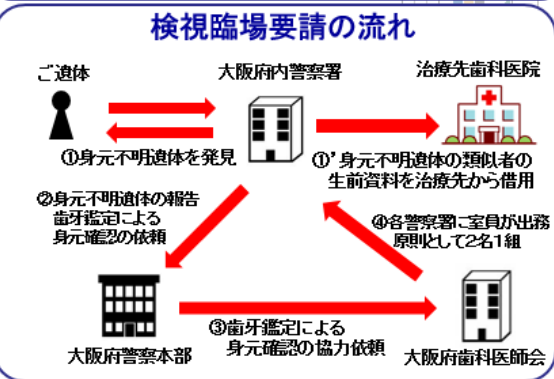 検視臨場要請の流れ
ご遺体
大阪府内警察署
治療先歯科医院
①身元不明遺体を発見
①’身元不明遺体の類似者の
生前資料を治療先から借用
②身元不明遺体の報告
歯牙鑑定による
身元確認の依頼
④各警察署に室員が出務
原則として2名1組
③歯牙鑑定による
身元確認の協力依頼
大阪府警察本部
大阪府歯科医師会